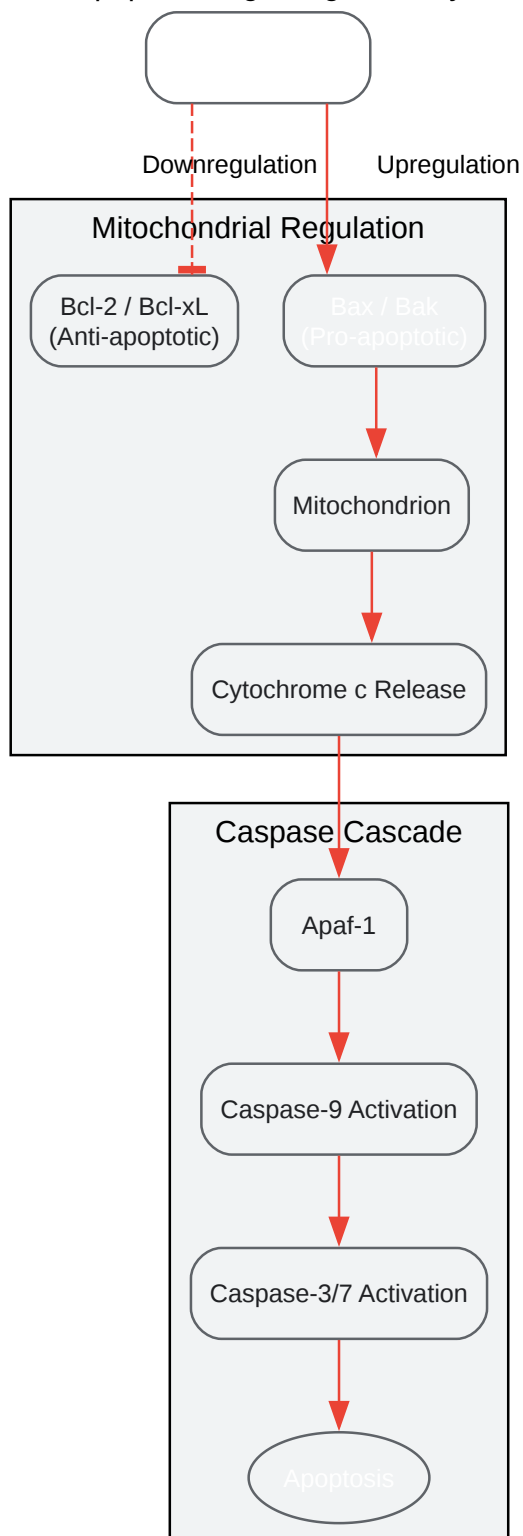 Downregulation
Upregulation
Mitochondrial Regulation
Bcl-2 / Bcl-xL
(Anti-apoptotic)
Bax / Bak
(Pro-apoptotic)
Mitochondrion
Cytochrome c Release
Caspase Cascade
Apaf-1
Caspase-9 Activation
Caspase-3/7 Activation
Apoptosis